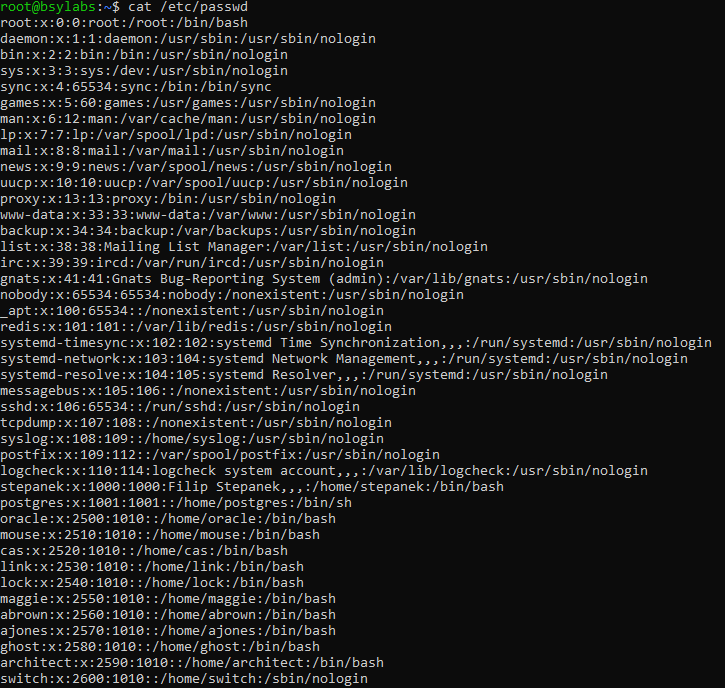 root@bsylabs:~$ cat /etc/passwd
root:x:0:0:root:/root:/bin/bash
daemon:x:1:1:daemon:/usr/sbin:/usr/sbin/nologin
bin:x:2:2:bin:/bin:/usr/sbin/nologin
sys:x:3:3:sys:/dev:/usr/sbin/nologin
sync:x:4:65534:sync:/bin:/bin/sync
games:x:5:60:games:/usr/games:/usr/sbin/nologin
man:x:6:12:man:/var/cache/man:/usr/sbin/nologin
lp:x:7:7:lp:/var/spool/lpd:/usr/sbin/nologin
mail:x:8:8:mail:/var/mail:/usr/sbin/nologin
news:x:9:9:news:/var/spool/news:/usr/sbin/nologin
uucp:x:10:10:uucp:/var/spool/uucp:/usr/sbin/nologin
proxy:x:13:13:proxy:/bin:/usr/sbin/nologin
www-data:x:33:33:www-data:/var/www:/usr/sbin/nologin
backup:x:34:34:backup:/var/backups:/usr/sbin/nologin
list:x:38:38:Mailing List Manager:/var/list:/usr/sbin/nologin
irc:x:39:39:ircd:/var/run/ircd:/usr/sbin/nologin
gnats:x:41:41:Gnats Bug-Reporting System (admin):/var/lib/gnats:/usr/sbin/nologin
nobody:x:65534:65534:nobody:/nonexistent:/usr/sbin/nologin
_apt:x:100:65534::/nonexistent:/usr/sbin/nologin
redis:x:101:101::/var/lib/redis:/usr/sbin/nologin
systemd-timesync:x:102:102:systemd Time Synchronization,,,:/run/systemd:/usr/sbin/nologin
systemd-network:x:103:104:systemd Network Management,,,:/run/systemd:/usr/sbin/nologin
systemd-resolve:x:104:105:systemd Resolver,,,:/run/systemd:/usr/sbin/nologin
messagebus:x:105:106::/nonexistent:/usr/sbin/nologin
sshd:x:106:65534::/run/sshd:/usr/sbin/nologin
tcpdump:x:107:108::/nonexistent:/usr/sbin/nologin
syslog:x:108:109::/home/syslog:/usr/sbin/nologin
postfix:x:109:112::/var/spool/postfix:/usr/sbin/nologin
logcheck:x:110:114:logcheck system account,,,:/var/lib/logcheck:/usr/sbin/nologin
stepanek:x:1000:1000:Filip Stepanek,,,:/home/stepanek:/bin/bash
postgres:x:1001:1001::/home/postgres:/bin/sh
oracle:x:2500:1010::/home/oracle:/bin/bash
mouse:x:2510:1010::/home/mouse:/bin/bash
cas:x:2520:1010::/home/cas:/bin/bash
link:x:2530:1010::/home/link:/bin/bash
lock:x:2540:1010::/home/lock:/bin/bash
maggie:x:2550:1010::/home/maggie:/bin/bash
abrown:x:2560:1010::/home/abrown:/bin/bash
ajones:x:2570:1010::/home/ajones:/bin/bash
ghost:x:2580:1010::/home/ghost:/bin/bash
architect:x:2590:1010::/home/architect:/bin/bash
switch:x:2600:1010::/home/switch:/sbin/nologin